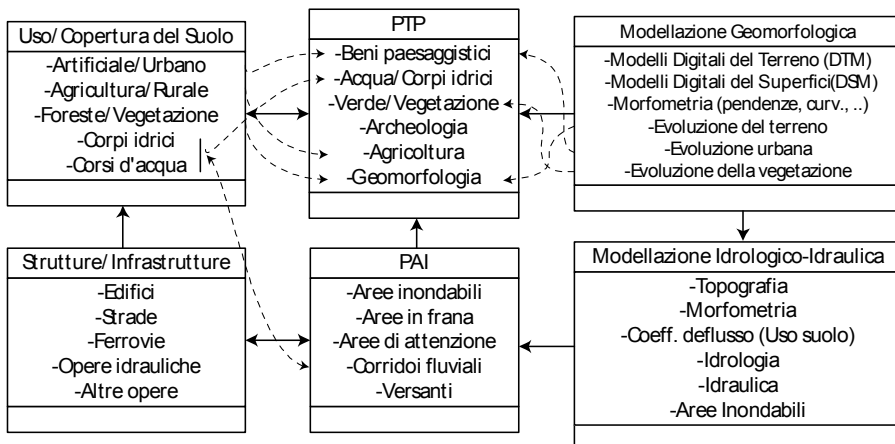 Uso/ Copertura del Suolo
-Artificiale/ Urbano
-Agricultura/ Rurale
-Foreste/ Vegetazione
-Corpi idrici
-Corsi d'acqua
PTP
-Beni paesaggistici
-Acqua/ Corpi idrici
-Verde/ Vegetazione
-Archeologia
-Agricoltura
-Geomorfologia
Modellazione Geomorfologica
-Modelli Digitali del Terreno (DTM)
-Modelli Digitali del Superfici(DSM)
-Morfometria (pendenze, curv., ..)
-Evoluzione del terreno
-Evoluzione urbana
-Evoluzione della vegetazione
Strutture/ Infrastrutture
-Edifici
-Strade
-Ferrovie
-Opere idrauliche
-Altre opere
PAI
-Aree inondabili
-Aree in frana
-Aree di attenzione
-Corridoi fluviali
-Versanti
Modellazione Idrologico-Idraulica
-Topografia
-Morfometria
-Coeff. deflusso (Uso suolo)
-Idrologia
-Idraulica
-Aree Inondabili